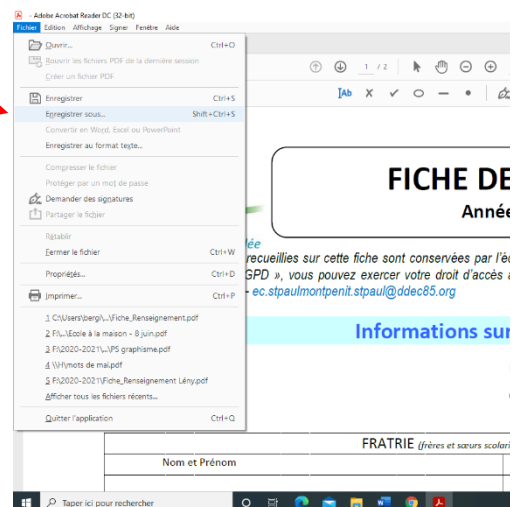 - Adobe Acrobat Reader DC (32-bit)
Fichier Edition Affichage Signer Fenêtre Aide
Ouvrir... Ctrl+O
Rouvrir les fichiers PDF de la dernière session
Créer un fichier PDF
Enregistrer Ctrl+S
Enregistrer sous... Shift+Ctrl+S
Convertir en Word, Excel ou PowerPoint
Enregistrer au format texte...
Compresser le fichier
Protéger par un mot de passe
Demander des signatures
Partager le fichier
Rétablir
Fermer le fichier Ctrl+W
Propriétés... Ctrl+D
Imprimer... Ctrl+P
1 C:\Users\bergi\...\Fiche_Renseignement.pdf
2 F:\...\Ecole à la maison - 8 juin.pdf
3 F:\2020-2021\...\PS graphisme.pdf
4 \\H\mots de mai.pdf
5 F:\2020-2021\Fiche_Renseignement Lény.pdf
Afficher tous les fichiers récents...
Quitter l'application Ctrl+Q
1 / 2
Ab
FICHE DE
Année
ée
recueillies sur cette fiche sont conservées par l'é
GPD », vous pouvez exercer votre droit d'accès a
- ec.stpaulmontpenit.stpaul@ddec85.org
Informations sur
FRATRIE (frères et sœurs scolari
Nom et Prénom
Taper ici pour rechercher